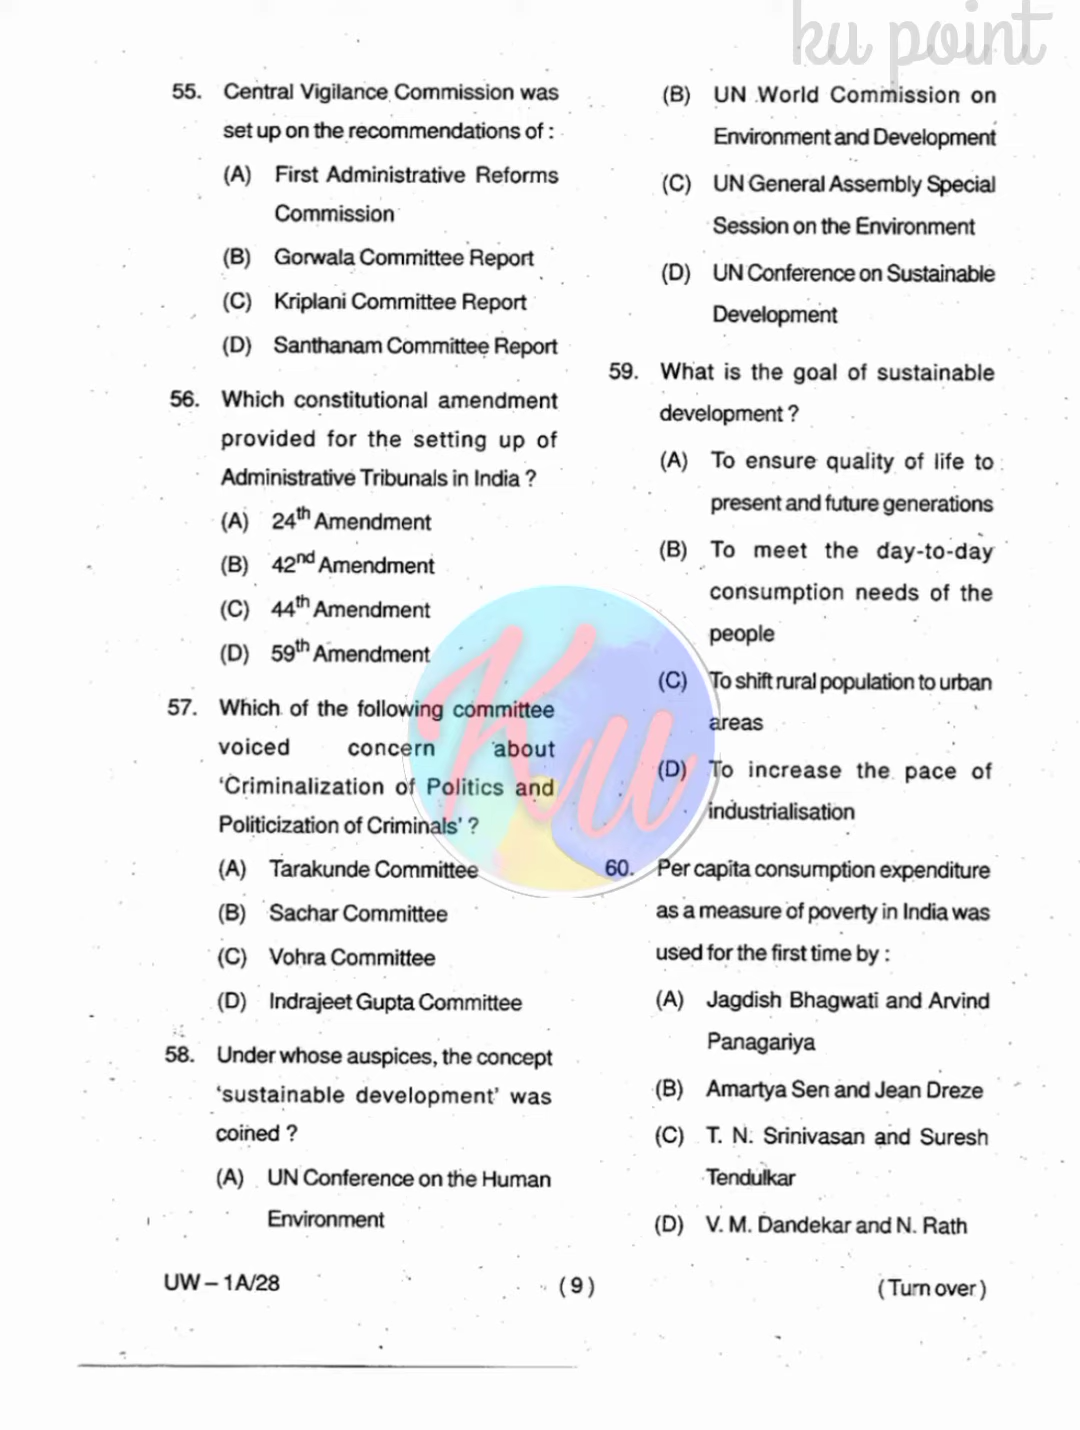 ku point
55. Central Vigilance Commission was
set up on the recommendations of :
(A) First Administrative Reforms
Commission
(B) Gorwala Committee Report
(C) Kriplani Committee Report
(D) Santhanam Committee Report
56. Which constitutional amendment
provided for the setting up of
Administrative Tribunals in India ?
(A) 24th Amendment
(B) 42nd Amendment
(C) 44th Amendment
(D) 59th Amendment
57. Which of the following committee
voiced concern about
'Criminalization of Politics and
Politicization of Criminals' ?
(A) Tarakunde Committee
(B) Sachar Committee
(C) Vohra Committee
(D) Indrajeet Gupta Committee
58. Under whose auspices, the concept
'sustainable development' was
coined ?
(A) UN Conference on the Human
Environment
(B) UN World Commission on
Environment and Development
(C) UN General Assembly Special
Session on the Environment
(D) UN Conference on Sustainable
Development
59. What is the goal of sustainable
development ?
(A) To ensure quality of life to
present and future generations
(B) To meet the day-to-day
consumption needs of the
people
(C) To shift rural population to urban
areas
(D) To increase the pace of
industrialisation
60. Per capita consumption expenditure
as a measure of poverty in India was
used for the first time by :
(A) Jagdish Bhagwati and Arvind
Panagariya
(B) Amartya Sen and Jean Dreze
(C) T. N. Srinivasan and Suresh
Tendulkar
(D) V. M. Dandekar and N. Rath
Ku
UW – 1A/28 (9) (Turn over)